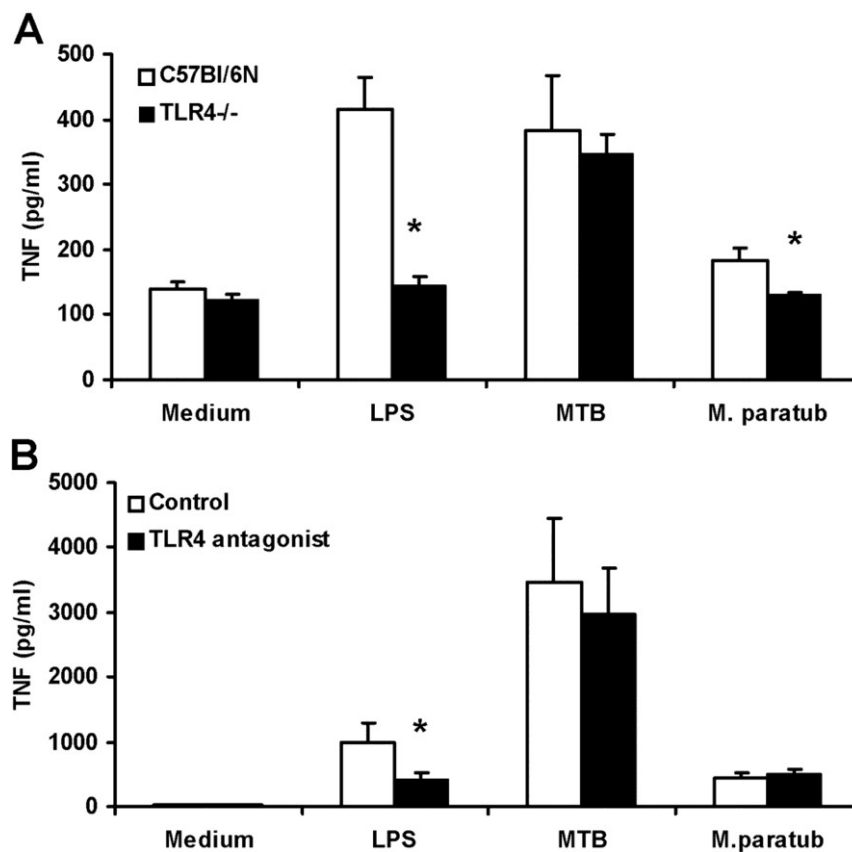 A
500
400
300
200
100
0
TNF (pg/ml)
C57Bl/6N
TLR4-/-
*
*
Medium LPS MTB M. paratub
B
5000
4000
3000
2000
1000
0
TNF (pg/ml)
Control
TLR4 antagonist
*
Medium LPS MTB M.paratub